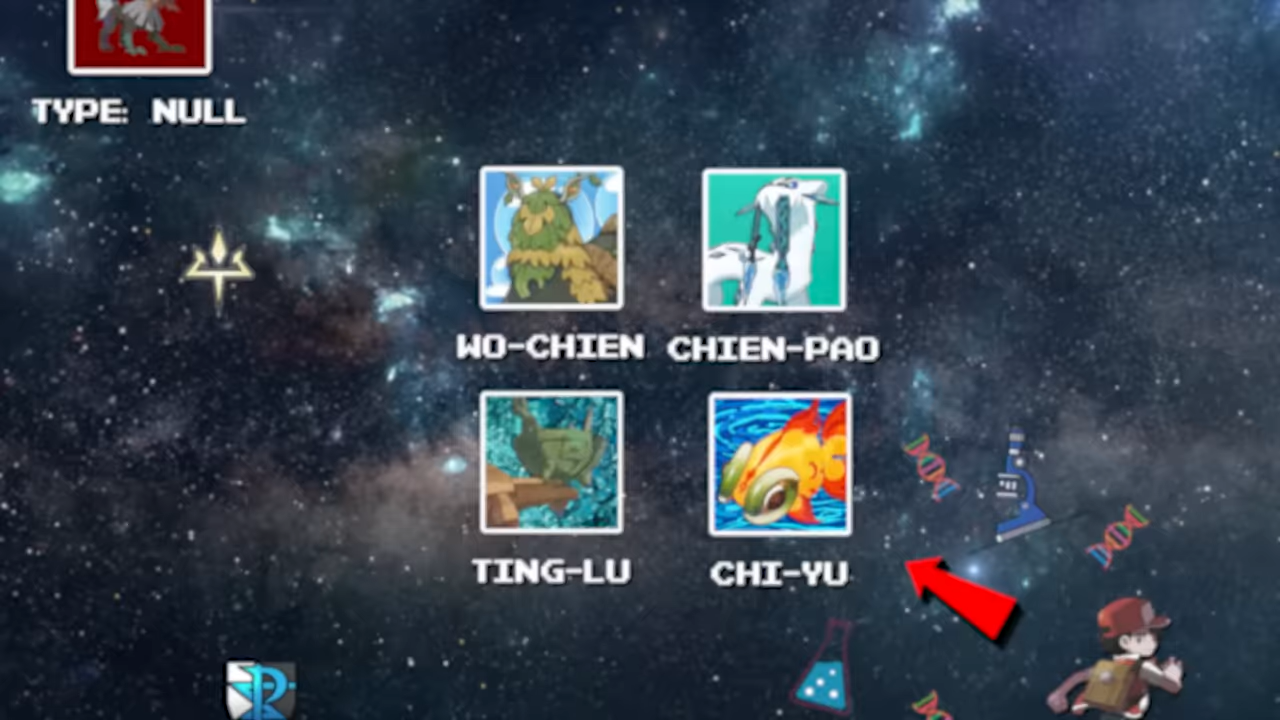 TYPE: NULL
WO-CHIEN
CHIEN-PAO
TING-LU
CHI-YU